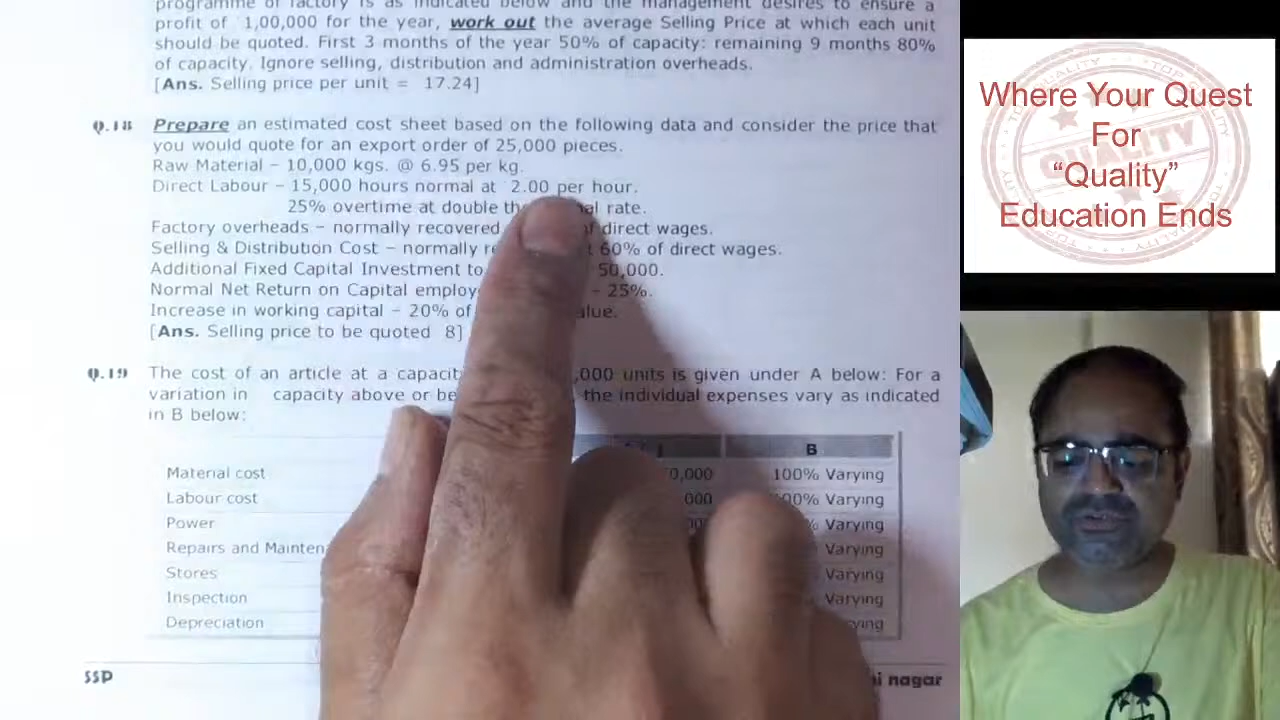 programme of factory is as indicated below and the management desires to ensure a
profit of 1,00,000 for the year, work out the average Selling Price at which each unit
should be quoted. First 3 months of the year 50% of capacity: remaining 9 months 80%
of capacity. Ignore selling, distribution and administration overheads.
[Ans. Selling price per unit = 17.24]
Q.18 Prepare an estimated cost sheet based on the following data and consider the price that
you would quote for an export order of 25,000 pieces.
Raw Material – 10,000 kgs. @ 6.95 per kg.
Direct Labour – 15,000 hours normal at 2.00 per hour.
25% overtime at double rate.
Factory overheads – normlly renovered of direct wages.
Selling & Distribution Cost – normally 60% of direct wages.
Additional Fixed Capital Investment to 50,000.
Normal Net Return on Capital – 25%.
Increase in working capital – 20% of
[Ans. Selling price to be quoted 8]
Q.19 The cost of an article at a ,000 units is given under A below: For a
variation in capacity above or the individual expenses vary as indicated
in B below:
B
Material cost 0,000 100% Varying
Labour cost 000 Varying
Power Varying
Repairs and Varying
Stores Varying
Inspection Varying
Depreciation
SSP nagar
Where Your Quest
For
“Quality”
Education Ends
QUALITY